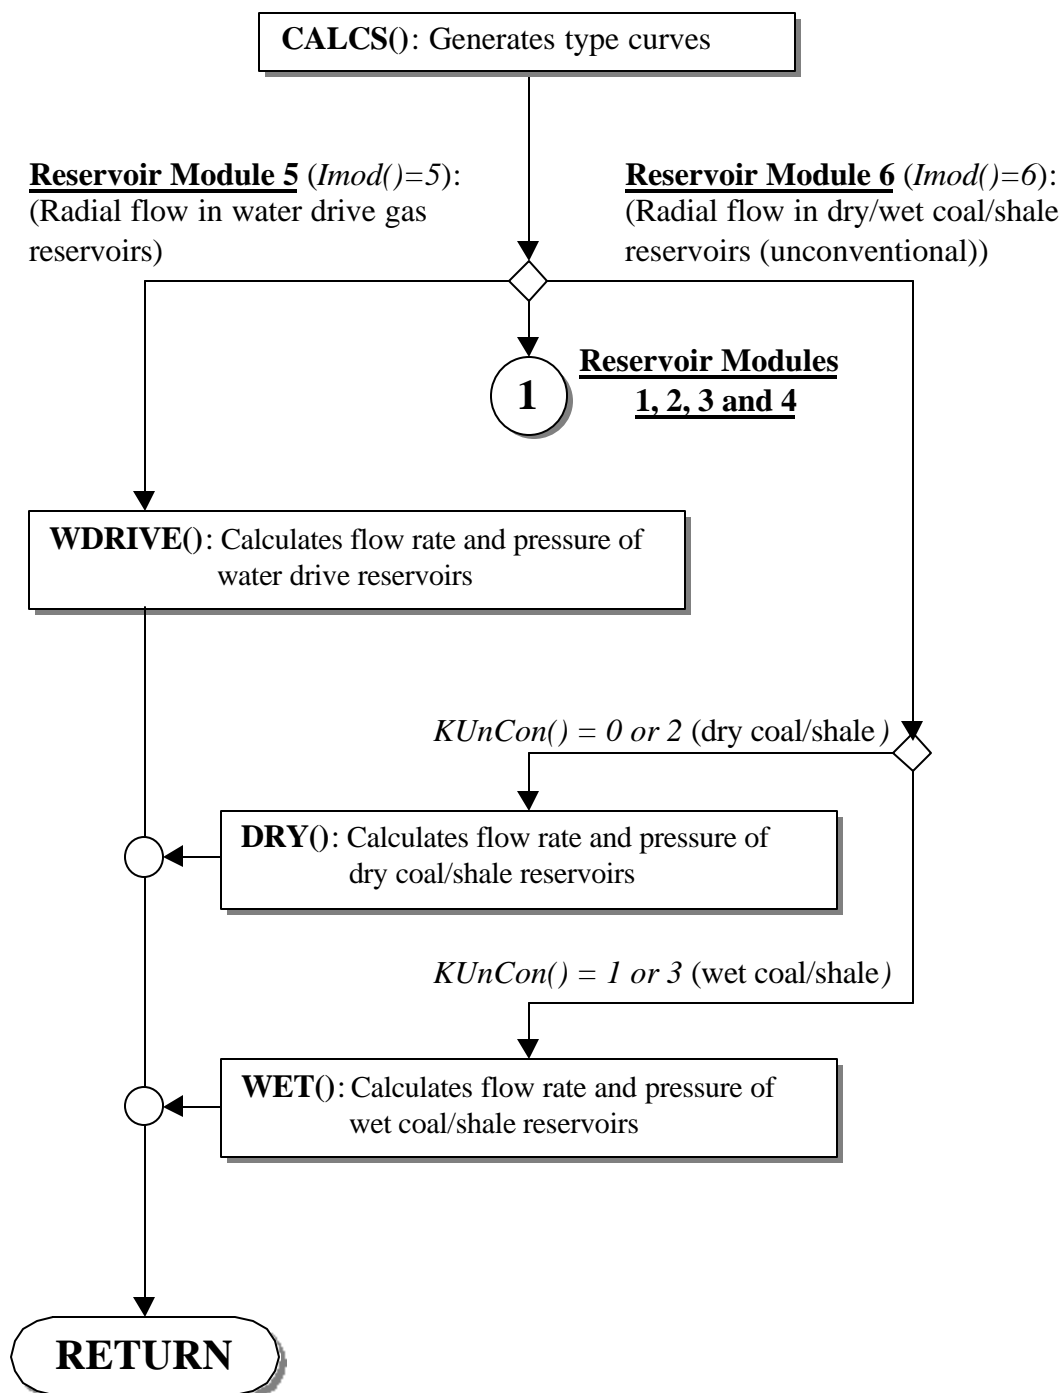 CALCS(): Generates type curves
Reservoir Module 5 (Imod()=5):
(Radial flow in water drive gas
reservoirs)
Reservoir Module 6 (Imod()=6):
(Radial flow in dry/wet coal/shale
reservoirs (unconventional))
1
Reservoir Modules
1, 2, 3 and 4
WDRIVE(): Calculates flow rate and pressure of
water drive reservoirs
KUnCon() = 0 or 2 (dry coal/shale)
DRY(): Calculates flow rate and pressure of
dry coal/shale reservoirs
KUnCon() = 1 or 3 (wet coal/shale)
WET(): Calculates flow rate and pressure of
wet coal/shale reservoirs
RETURN